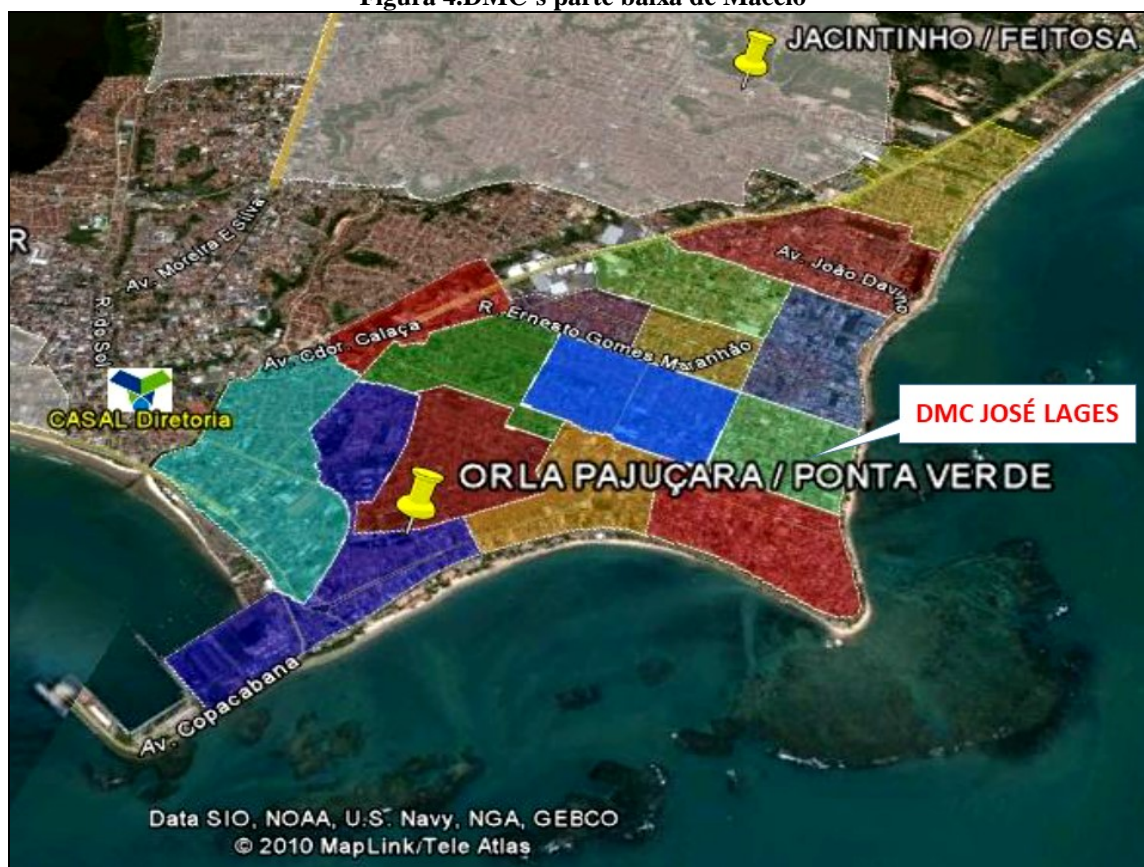 Figura 4.DMC's parte baixa de Maceió
JACINTINHO / FEITOSA
R
Av. Moreira E Silva
R. do Sol
Av. João Davino
R. Ernesto Gomes Maranhão
Av. Cdor. Calaça
CASAL Diretoria
DMC JOSÉ LAGES
ORLA PAJUÇARA / PONTA VERDE
Av. Copacabana
Data SIO, NOAA, U.S. Navy, NGA, GEBCO
© 2010 MapLink/Tele Atlas